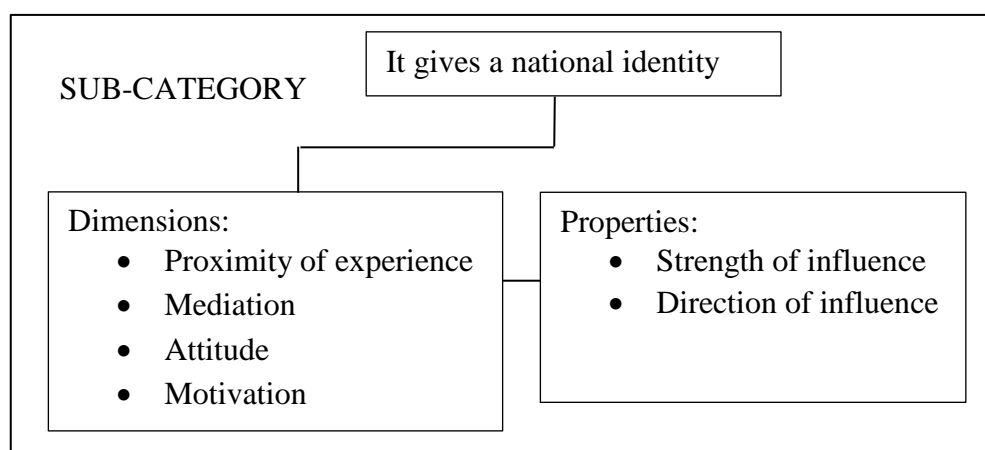 It gives a national identity
SUB-CATEGORY
Dimensions:
• Proximity of experience
• Mediation
• Attitude
• Motivation
Properties:
• Strength of influence
• Direction of influence